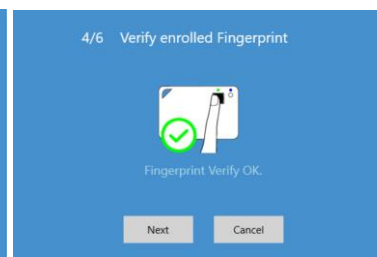 4/6 Verify enrolled Fingerprint
Fingerprint Verify OK.
Next Cancel